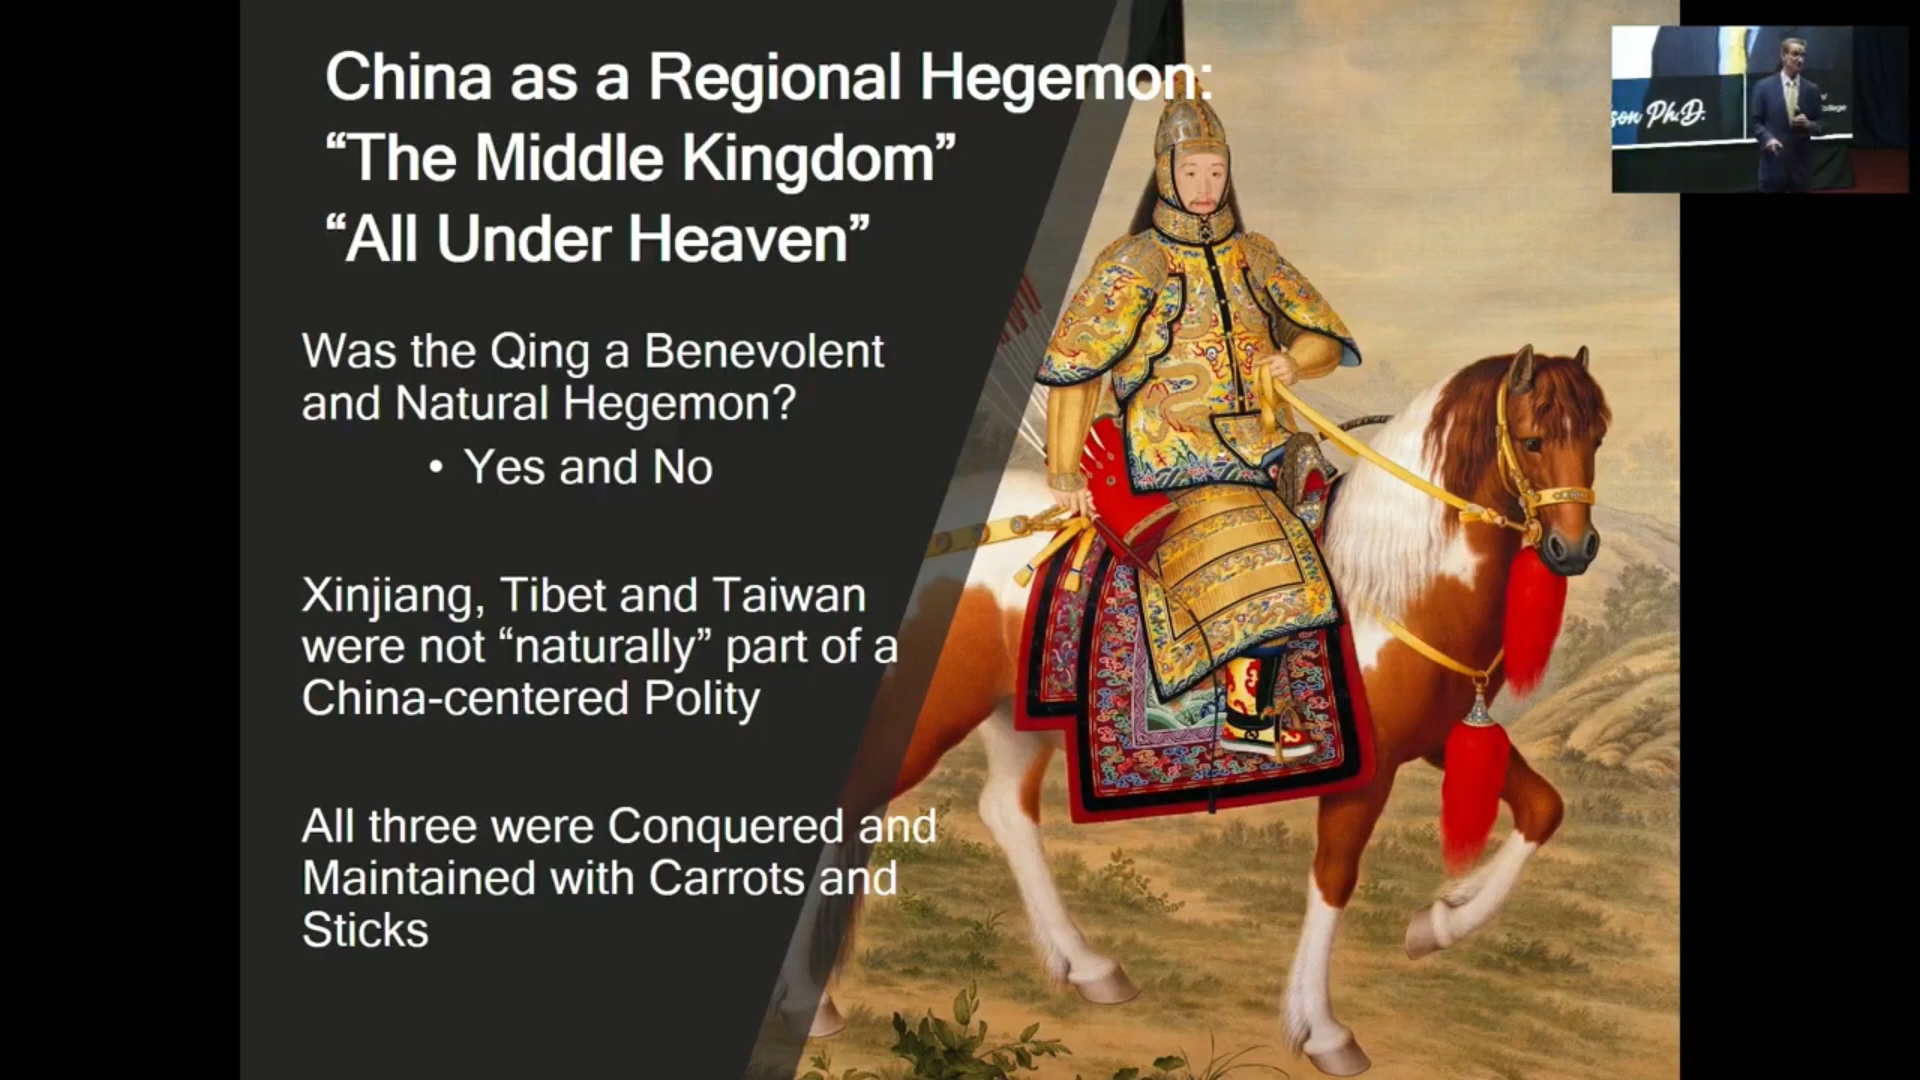 China as a Regional Hegemon:
“The Middle Kingdom”
“All Under Heaven”
Was the Qing a Benevolent
and Natural Hegemon?
• Yes and No
Xinjiang, Tibet and Taiwan
were not “naturally” part of a
China-centered Polity
All three were Conquered and
Maintained with Carrots and
Sticks
son Ph.D.